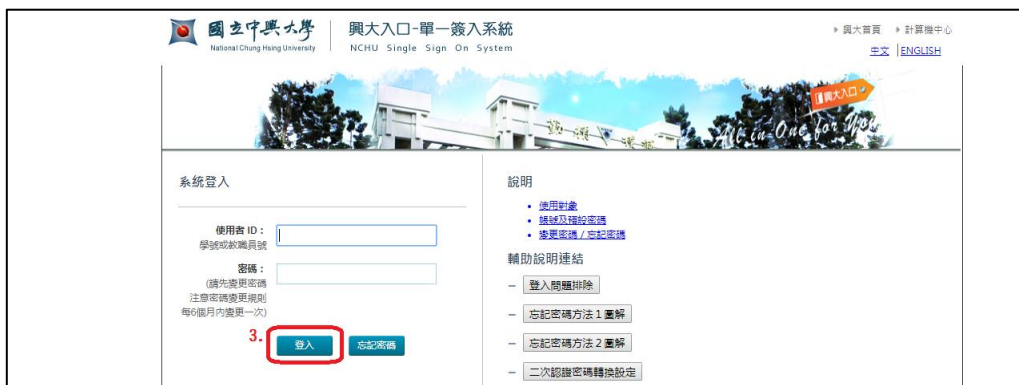 國立中興大學
National Chung Hsing University
興大入口-單一簽入系統
NCHU Single Sign On System
興大首頁
計算機中心
中文 | ENGLISH
興大入口
All in One for You
系統登入
使用者 ID：
學號或教職員號
密碼：
(請先變更密碼
注意密碼變更規則
每6個月內變更一次)
3.
登入
忘記密碼
說明
• 使用對象
• 帳號及預設密碼
• 變更密碼 / 忘記密碼
輔助說明連結
– 登入問題排除
– 忘記密碼方法 1 圖解
– 忘記密碼方法 2 圖解
– 二次認證密碼轉換設定